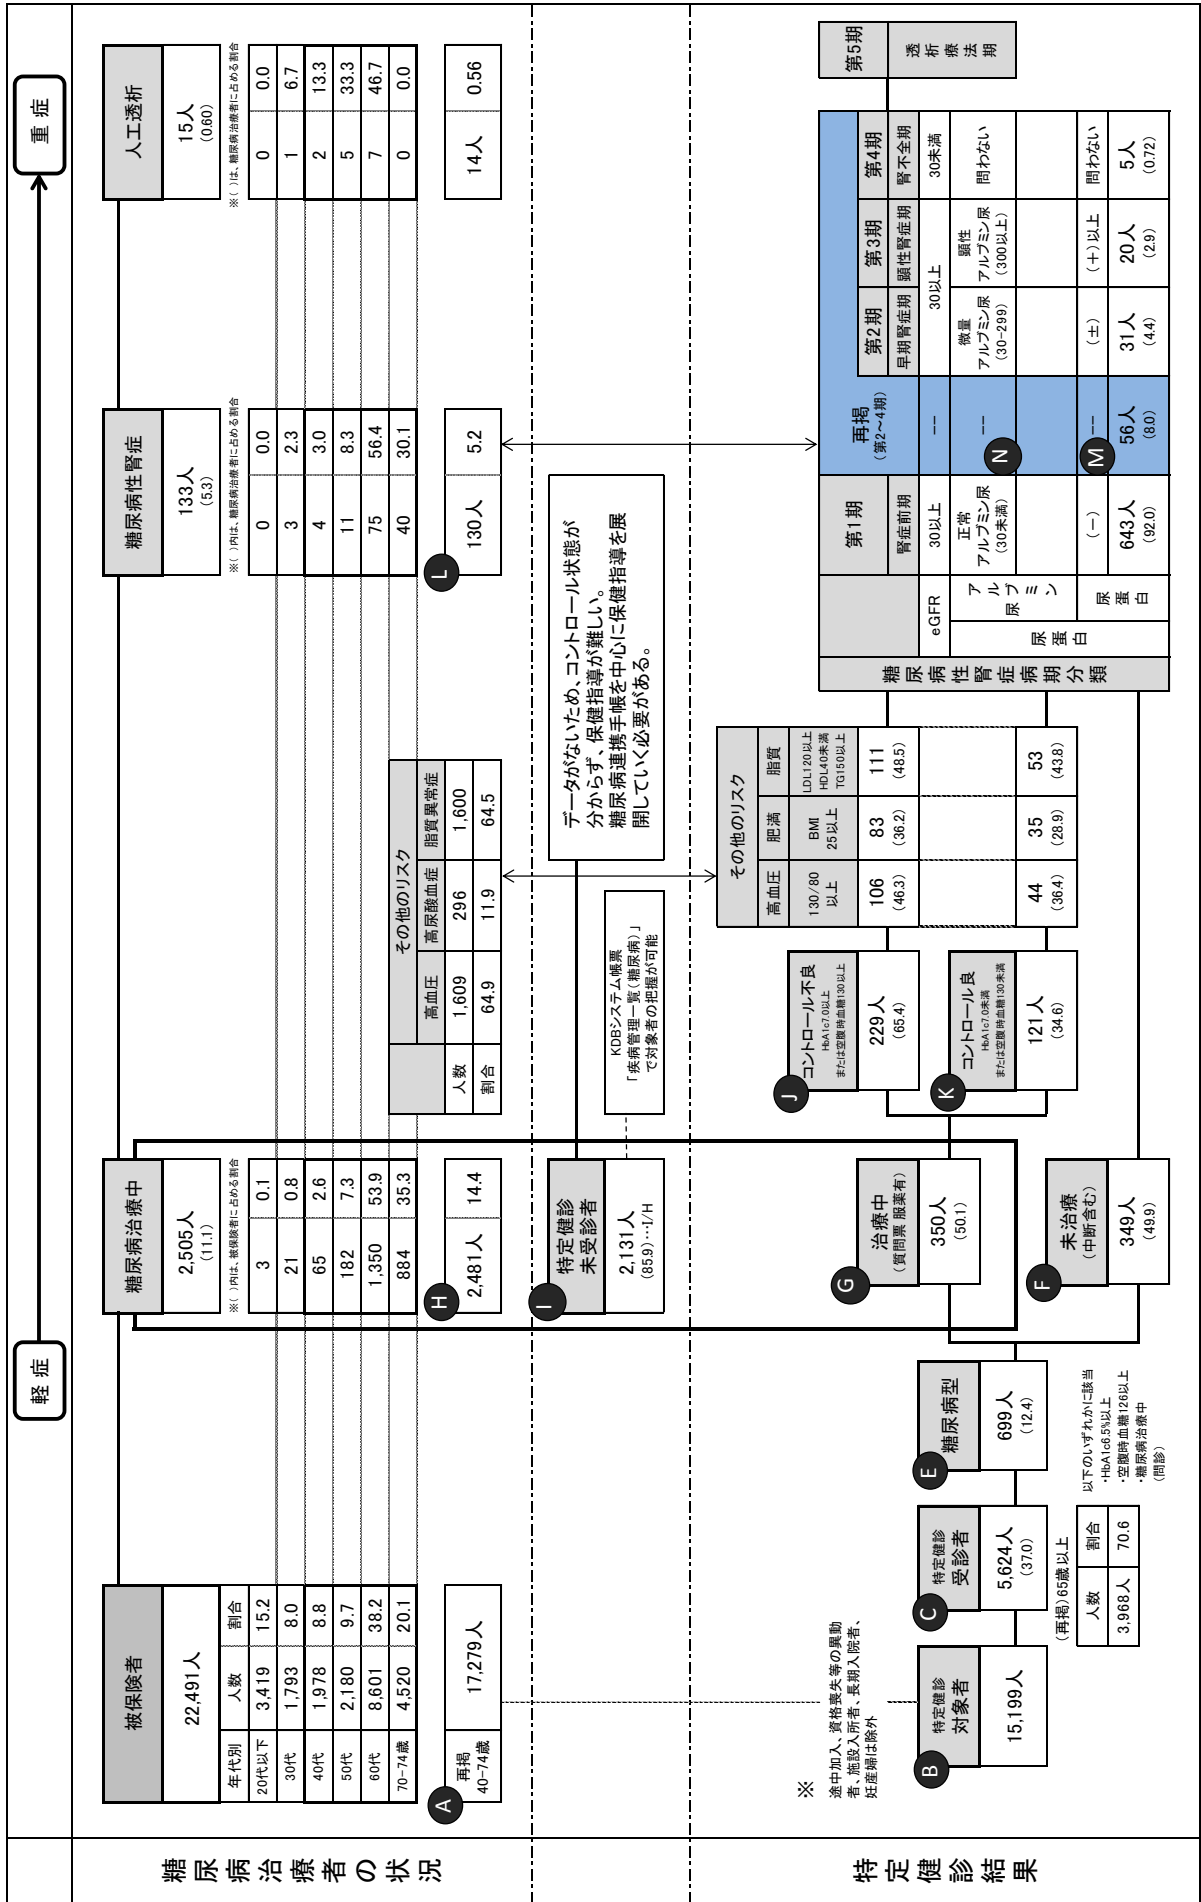 軽症
重症
糖尿病治療者の状況
被保険者
22,491人
年代別 人数 割合
20代以下 3,419 15.2
30代 1,793 8.0
40代 1,978 8.8
50代 2,180 9.7
60代 8,601 38.2
70-74歳 4,520 20.1
A
再掲
40-74歳
17,279人
糖尿病治療中
2,505人
(11.1)
※( )内は、被保険者に占める割合
3 0.1
21 0.8
65 2.6
182 7.3
1,350 53.9
884 35.3
H
2,481人 14.4
その他のリスク
高血圧 高尿酸血症 脂質異常症
人数 1,609 296 1,600
割合 64.9 11.9 64.5
糖尿病性腎症
133人
(5.3)
※( )内は、糖尿病治療者に占める割合
0 0.0
3 2.3
4 3.0
11 8.3
75 56.4
40 30.1
L
130人 5.2
人工透析
15人
(0.60)
※( )は、糖尿病治療者に占める割合
0 0.0
1 6.7
2 13.3
5 33.3
7 46.7
0 0.0
14人 0.56
I
特定健診
未受診者
2,131人
(85.9)…I/H
KDBシステム帳票
「疾病管理一覧(糖尿病)」
で対象者の把握が可能
データがないため、コントロール状態が
分からず、保健指導が難しい。
糖尿病連携手帳を中心に保健指導を展
開していく必要がある。
特定健診結果
※
途中加入、資格喪失等の異動
者、施設入所者、長期入院者、
妊産婦は除外
B
特定健診
対象者
15,199人
C
特定健診
受診者
5,624人
(37.0)
(再掲)65歳以上
人数 割合
3,968人 70.6
E
糖尿病型
699人
(12.4)
以下のいずれかに該当
・HbA1c6.5%以上
・空腹時血糖126以上
・糖尿病治療中
(問診)
G
治療中
(質問票 服薬有)
350人
(50.1)
F
未治療
(中断含む)
349人
(49.9)
J
コントロール不良
HbA1c7.0以上
または空腹時血糖130以上
229人
(65.4)
K
コントロール良
HbA1c7.0未満
または空腹時血糖130未満
121人
(34.6)
その他のリスク
高血圧 肥満 脂質
130/80
以上
BMI
25以上
LDL120以上
HDL40未満
TG150以上
106 83 111
(46.3) (36.2) (48.5)
44 35 53
(36.4) (28.9) (43.8)
糖尿病性腎症病期分類
第1期 再掲
(第2～4期)
第2期 第3期 第4期 第5期
腎症前期 早期腎症期 顕性腎症期 腎不全期 透析療法期
eGFR 30以上 -- 30以上 30未満
尿蛋白
尿アルブミン
正常
アルブミン尿
(30未満)
--
N
微量
アルブミン尿
(30-299)
顕性
アルブミン尿
(300以上)
問わない
尿蛋白 (－) -- (±) (＋)以上 問わない
M
643人 56人 31人 20人 5人
(92.0) (8.0) (4.4) (2.9) (0.72)